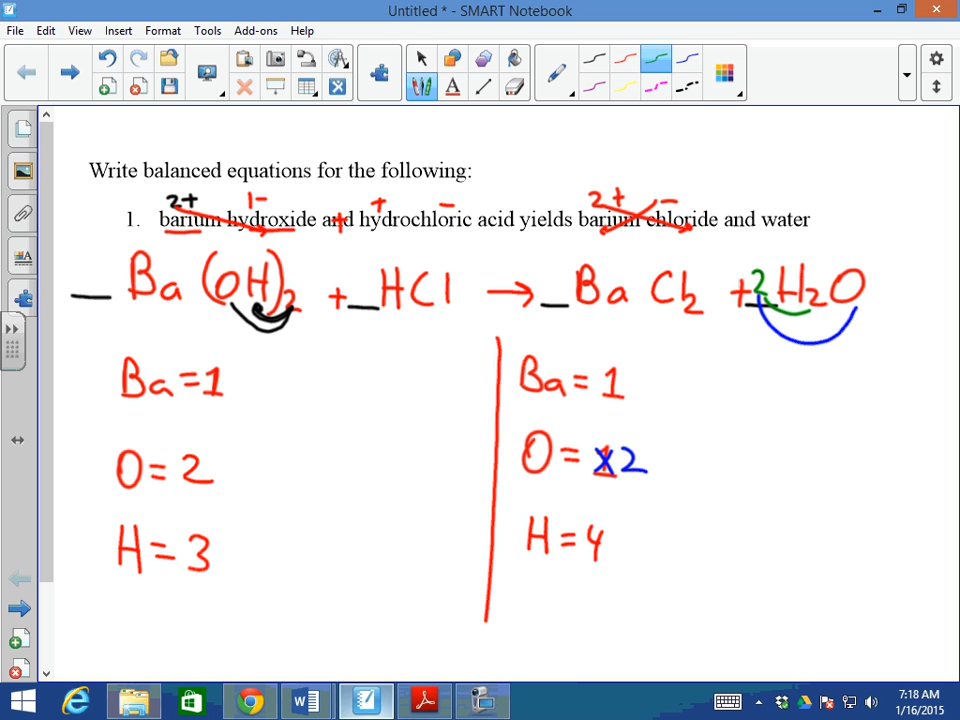 Untitled * - SMART Notebook
File Edit View Insert Format Tools Add-ons Help
Write balanced equations for the following:
2+ 1- + - 2+ -
1. barium hydroxide and hydrochloric acid yields barium chloride and water
+
_ Ba (OH)2 + _ HCl → _ Ba Cl2 + 2 H2O
Ba = 1 Ba = 1
O = 2 O = 1 2
H = 3 H = 4
7:18 AM
1/16/2015